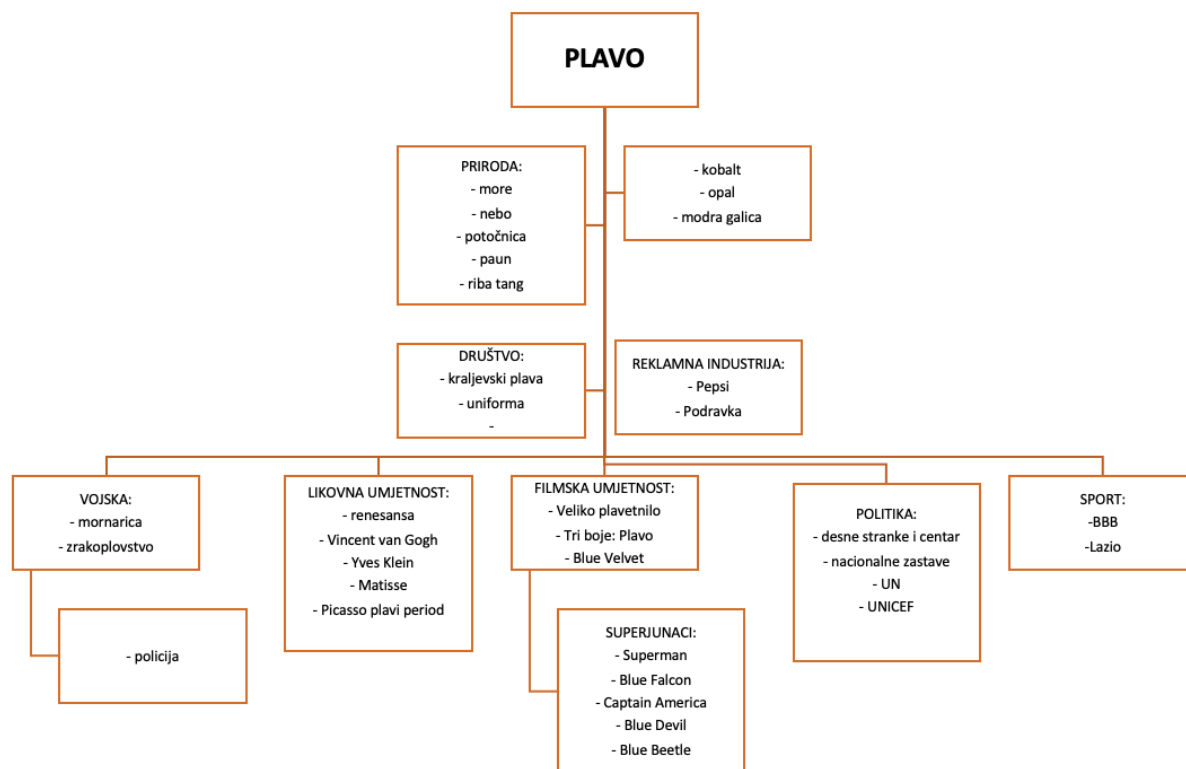 PLAVO
PRIRODA:
- more
- nebo
- potočnica
- paun
- riba tang
- kobalt
- opal
- modra galica
DRUŠTVO:
- kraljevski plava
- uniforma
-
REKLAMNA INDUSTRIJA:
- Pepsi
- Podravka
VOJSKA:
- mornarica
- zrakoplovstvo
- policija
LIKOVNA UMJETNOST:
- renesansa
- Vincent van Gogh
- Yves Klein
- Matisse
- Picasso plavi period
FILMSKA UMJETNOST:
- Veliko plavetnilo
- Tri boje: Plavo
- Blue Velvet
SUPERJUNACI:
- Superman
- Blue Falcon
- Captain America
- Blue Devil
- Blue Beetle
POLITIKA:
- desne stranke i centar
- nacionalne zastave
- UN
- UNICEF
SPORT:
-BBB
-Lazio